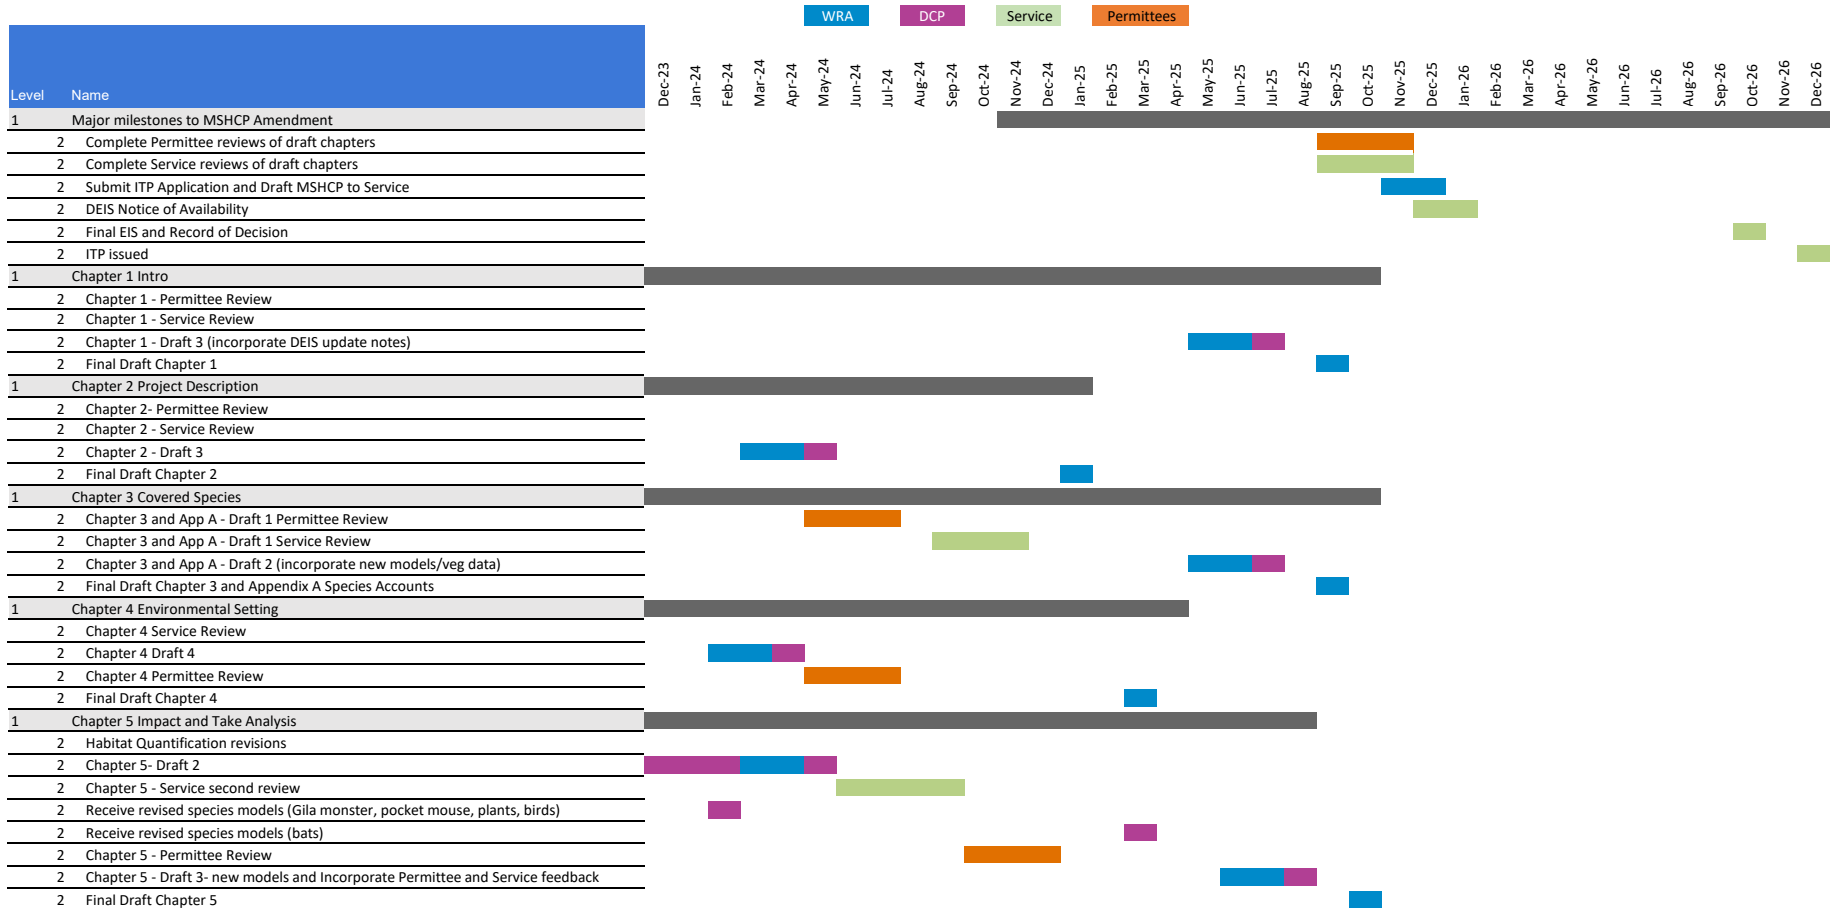 WRA DCP Service Permittees
Level Name Dec-23 Jan-24 Feb-24 Mar-24 Apr-24 May-24 Jun-24 Jul-24 Aug-24 Sep-24 Oct-24 Nov-24 Dec-24 Jan-25 Feb-25 Mar-25 Apr-25 May-25 Jun-25 Jul-25 Aug-25 Sep-25 Oct-25 Nov-25 Dec-25 Jan-26 Feb-26 Mar-26 Apr-26 May-26 Jun-26 Jul-26 Aug-26 Sep-26 Oct-26 Nov-26 Dec-26
1 Major milestones to MSHCP Amendment
2 Complete Permittee reviews of draft chapters
2 Complete Service reviews of draft chapters
2 Submit ITP Application and Draft MSHCP to Service
2 DEIS Notice of Availability
2 Final EIS and Record of Decision
2 ITP issued
1 Chapter 1 Intro
2 Chapter 1 - Permittee Review
2 Chapter 1 - Service Review
2 Chapter 1 - Draft 3 (incorporate DEIS update notes)
2 Final Draft Chapter 1
1 Chapter 2 Project Description
2 Chapter 2- Permittee Review
2 Chapter 2 - Service Review
2 Chapter 2 - Draft 3
2 Final Draft Chapter 2
1 Chapter 3 Covered Species
2 Chapter 3 and App A - Draft 1 Permittee Review
2 Chapter 3 and App A - Draft 1 Service Review
2 Chapter 3 and App A - Draft 2 (incorporate new models/veg data)
2 Final Draft Chapter 3 and Appendix A Species Accounts
1 Chapter 4 Environmental Setting
2 Chapter 4 Service Review
2 Chapter 4 Draft 4
2 Chapter 4 Permittee Review
2 Final Draft Chapter 4
1 Chapter 5 Impact and Take Analysis
2 Habitat Quantification revisions
2 Chapter 5- Draft 2
2 Chapter 5 - Service second review
2 Receive revised species models (Gila monster, pocket mouse, plants, birds)
2 Receive revised species models (bats)
2 Chapter 5 - Permittee Review
2 Chapter 5 - Draft 3- new models and Incorporate Permittee and Service feedback
2 Final Draft Chapter 5